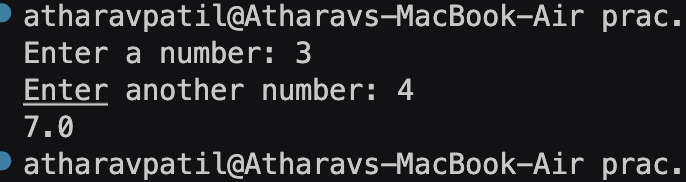 atharavpatil@Atharavs-MacBook-Air prac.
Enter a number: 3
Enter another number: 4
7.0
atharavpatil@Atharavs-MacBook-Air prac.